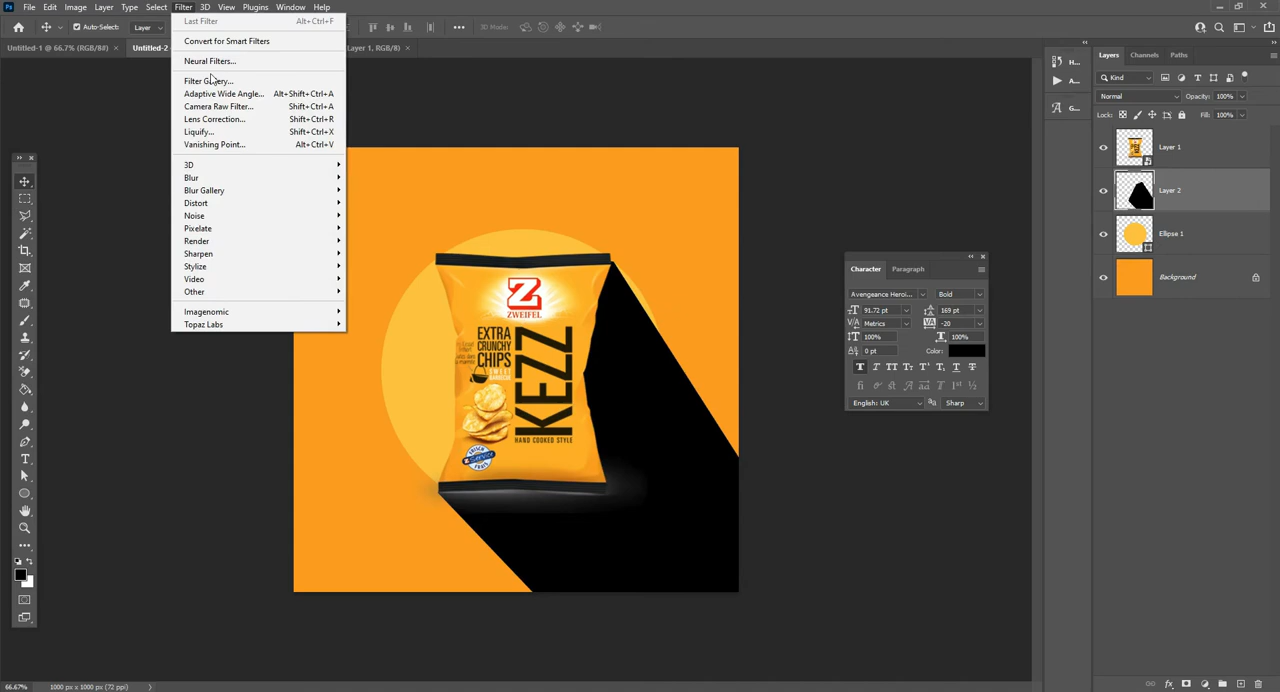 File Edit Image Layer Type Select Filter 3D View Plugins Window Help
Auto-Select: Layer
3D Mode:
Untitled-1 @ 66.7% (RGB/8#) ×
Untitled-2
Layer 1, RGB/8) ×
Last Filter Alt+Ctrl+F
Convert for Smart Filters
Neural Filters...
Filter Gallery...
Adaptive Wide Angle... Alt+Shift+Ctrl+A
Camera Raw Filter... Shift+Ctrl+A
Lens Correction... Shift+Ctrl+R
Liquify... Shift+Ctrl+X
Vanishing Point... Alt+Ctrl+V
3D
Blur
Blur Gallery
Distort
Noise
Pixelate
Render
Sharpen
Stylize
Video
Other
Imagenomic
Topaz Labs
Z
ZWEIFEL
EXTRA
CRUNCHY
CHIPS
SWEET
KEZZ
HAND COOKED STYLE
Service
Character Paragraph
Avengeance Heroi... Bold
91.72 pt 169 pt
Metrics -20
100% 100%
0 pt Color:
English: UK Sharp
H...
A...
G...
Layers Channels Paths
Kind
Normal Opacity: 100%
Lock: Fill: 100%
Layer 1
Layer 2
Ellipse 1
Background
66.67% 1000 px x 1000 px (72 ppi)